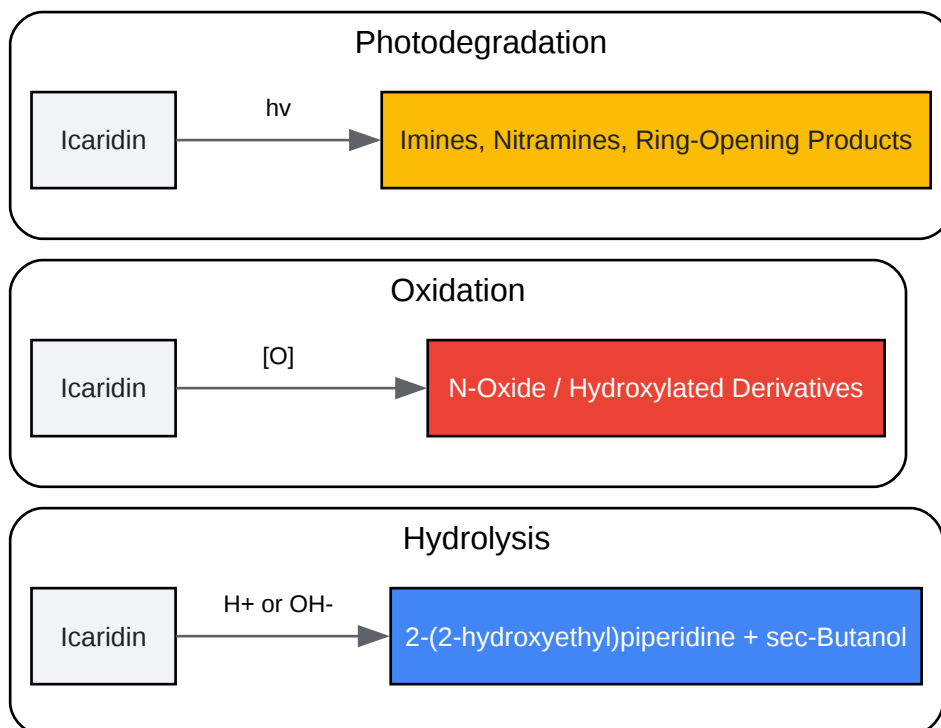 Photodegradation
Icaridin
hv
Imines, Nitramines, Ring-Opening Products
Oxidation
Icaridin
[O]
N-Oxide / Hydroxylated Derivatives
Hydrolysis
Icaridin
H+ or OH-
2-(2-hydroxyethyl)piperidine + sec-Butanol